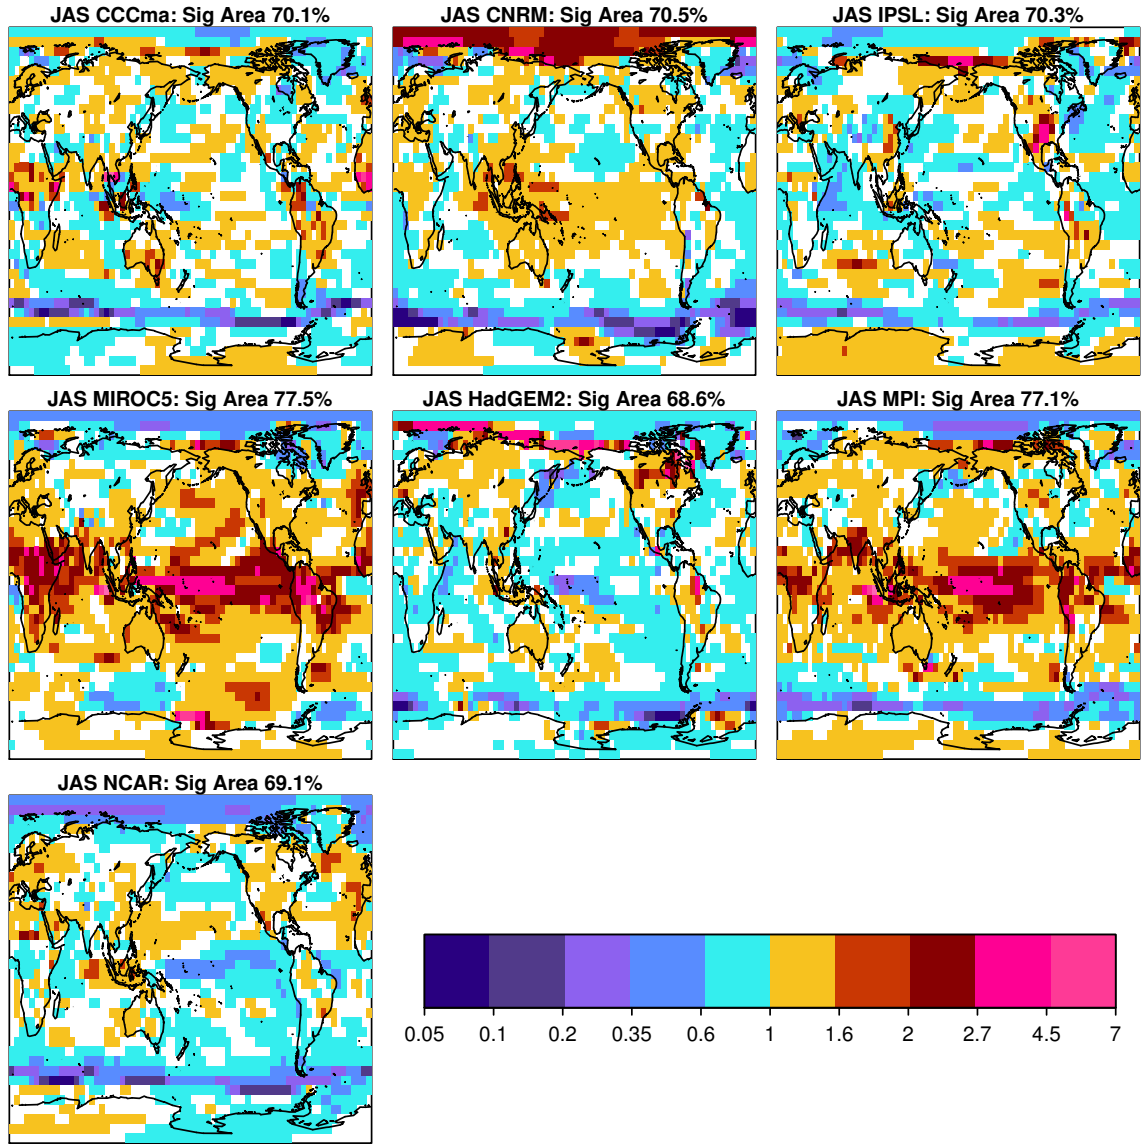 JAS CCCma: Sig Area 70.1%
JAS CNRM: Sig Area 70.5%
JAS IPSL: Sig Area 70.3%
JAS MIROC5: Sig Area 77.5%
JAS HadGEM2: Sig Area 68.6%
JAS MPI: Sig Area 77.1%
JAS NCAR: Sig Area 69.1%
0.05 0.1 0.2 0.35 0.6 1 1.6 2 2.7 4.5 7